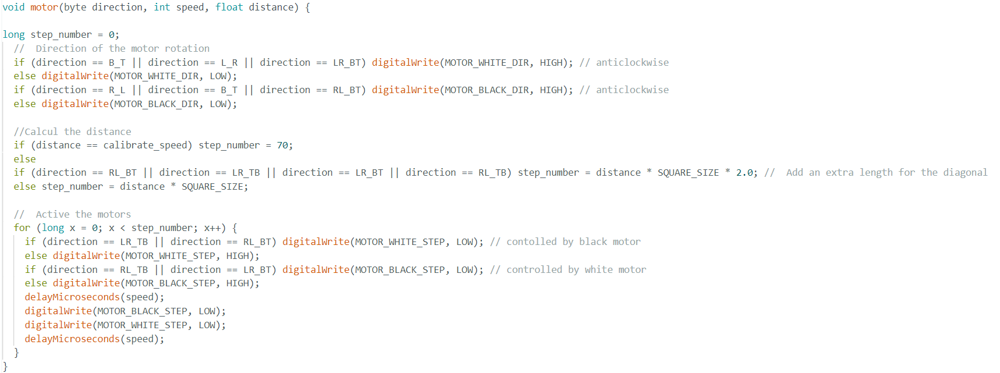 void motor(byte direction, int speed, float distance) {

long step_number = 0;
  //  Direction of the motor rotation
  if (direction == B_T || direction == L_R || direction == LR_BT) digitalWrite(MOTOR_WHITE_DIR, HIGH); // anticlockwise
  else digitalWrite(MOTOR_WHITE_DIR, LOW);
  if (direction == R_L || direction == B_T || direction == RL_BT) digitalWrite(MOTOR_BLACK_DIR, HIGH); // anticlockwise
  else digitalWrite(MOTOR_BLACK_DIR, LOW);

  //Calcul the distance
  if (distance == calibrate_speed) step_number = 70;
  else
  if (direction == RL_BT || direction == LR_TB || direction == LR_BT || direction == RL_TB) step_number = distance * SQUARE_SIZE * 2.0; //  Add an extra length for the diagonal
  else step_number = distance * SQUARE_SIZE;

  //  Active the motors
  for (long x = 0; x < step_number; x++) {
    if (direction == LR_TB || direction == RL_BT) digitalWrite(MOTOR_WHITE_STEP, LOW); // contolled by black motor
    else digitalWrite(MOTOR_WHITE_STEP, HIGH);
    if (direction == RL_TB || direction == LR_BT) digitalWrite(MOTOR_BLACK_STEP, LOW); // controlled by white motor
    else digitalWrite(MOTOR_BLACK_STEP, HIGH);
    delayMicroseconds(speed);
    digitalWrite(MOTOR_BLACK_STEP, LOW);
    digitalWrite(MOTOR_WHITE_STEP, LOW);
    delayMicroseconds(speed);
  }
}